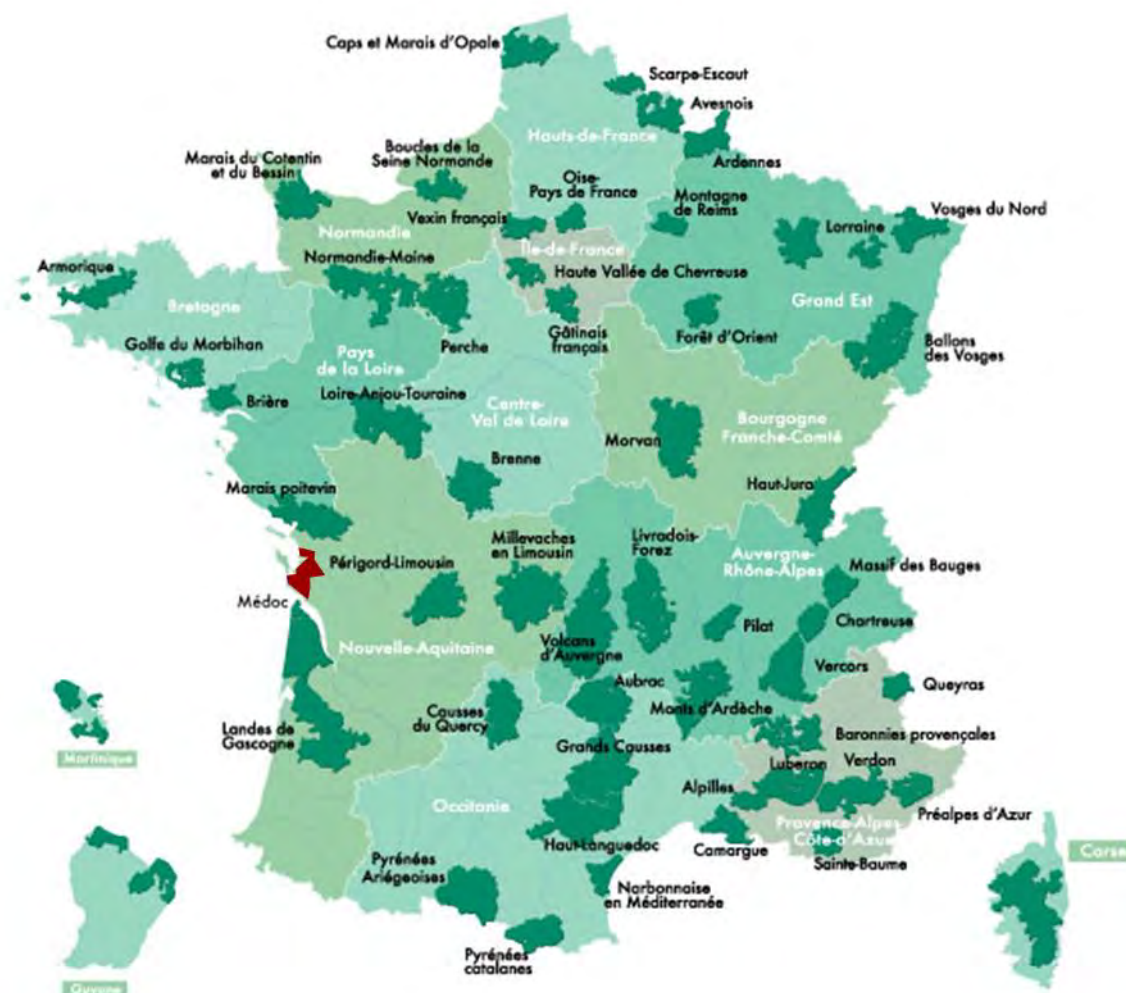 Caps et Marais d'Opale
Scarpe-Escaut
Avesnois
Hauts-de-France
Ardennes
Marais du Cotentin
et du Bessin
Boucles de la
Seine Normande
Oise-
Pays de France
Montagne
de Reims
Vosges du Nord
Vexin français
Lorraine
Normandie
Île-de-France
Normandie-Maine
Haute Vallée de Chevreuse
Armorique
Grand Est
Bretagne
Gâtinais
français
Forêt d'Orient
Golfe du Morbihan
Perche
Ballons
des Vosges
Pays
de la Loire
Brière
Loire-Anjou-Touraine
Centre-
Val de Loire
Bourgogne
Franche-Comté
Morvan
Brenne
Haut-Jura
Marais poitevin
Millevaches
en Limousin
Livradois-
Forez
Auvergne-
Rhône-Alpes
Périgord-Limousin
Massif des Bauges
Médoc
Pilat
Chartreuse
Nouvelle-Aquitaine
Volcans
d'Auvergne
Vercors
Aubrac
Queyras
Causses
du Quercy
Monts d'Ardèche
Landes de
Gascogne
Baronnies provençales
Grands Causses
Martinique
Luberon
Verdon
Alpilles
Occitanie
Préalpes d'Azur
Provence-Alpes
Côte-d'Azur
Haut-Languedoc
Camargue
Corse
Sainte-Baume
Pyrénées
Ariégeoises
Narbonnaise
en Méditerranée
Pyrénées
catalanes
Guyane